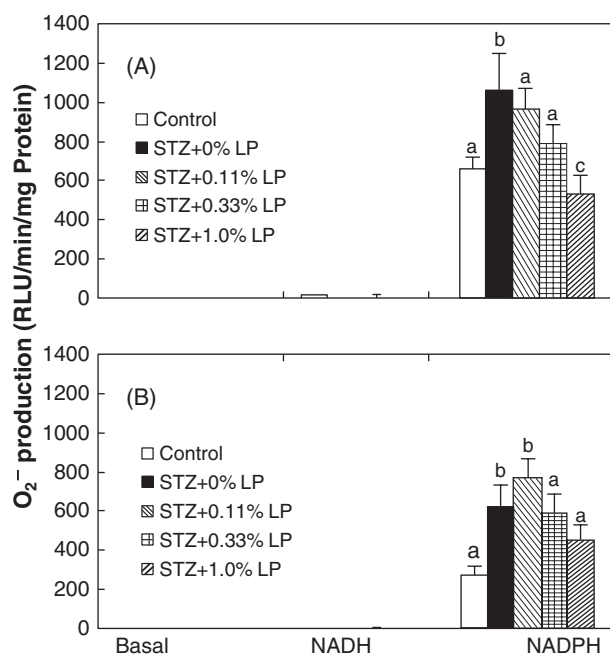 O₂⁻ production (RLU/min/mg Protein)
1400
1200
1000
800
600
400
200
0
(A)
Control
STZ+0% LP
STZ+0.11% LP
STZ+0.33% LP
STZ+1.0% LP
a
b
a
a
c
1400
1200
1000
800
600
400
200
0
(B)
Control
STZ+0% LP
STZ+0.11% LP
STZ+0.33% LP
STZ+1.0% LP
a
b
b
a
a
Basal
NADH
NADPH